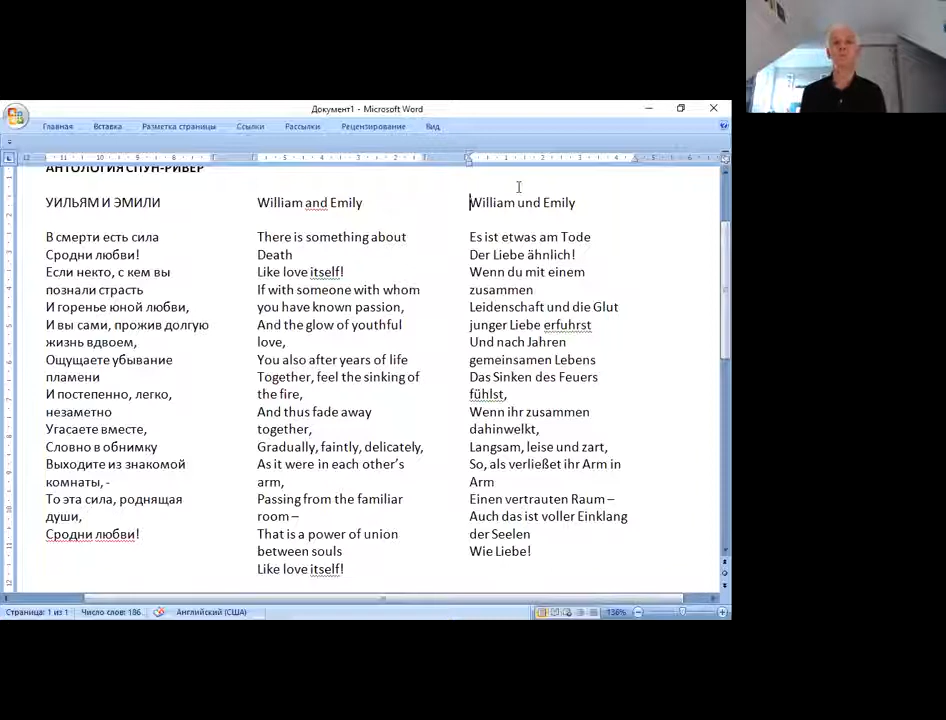 Документ1 - Microsoft Word
Главная Вставка Разметка страницы Ссылки Рассылки Рецензирование Вид
АНТОЛОГИЯ СПУН-РИВЕР
УИЛЬЯМ И ЭМИЛИ
В смерти есть сила
Сродни любви!
Если некто, с кем вы
познали страсть
И горенье юной любви,
И вы сами, прожив долгую
жизнь вдвоем,
Ощущаете убывание
пламени
И постепенно, легко,
незаметно
Угасаете вместе,
Словно в обнимку
Выходите из знакомой
комнаты, -
То эта сила, роднящая
души,
Сродни любви!
William and Emily
There is something about
Death
Like love itself!
If with someone with whom
you have known passion,
And the glow of youthful
love,
You also after years of life
Together, feel the sinking of
the fire,
And thus fade away
together,
Gradually, faintly, delicately,
As it were in each other’s
arm,
Passing from the familiar
room –
That is a power of union
between souls
Like love itself!
William und Emily
Es ist etwas am Tode
Der Liebe ähnlich!
Wenn du mit einem
zusammen
Leidenschaft und die Glut
junger Liebe erfuhrst
Und nach Jahren
gemeinsamen Lebens
Das Sinken des Feuers
fühlst,
Wenn ihr zusammen
dahinwelkt,
Langsam, leise und zart,
So, als verließet ihr Arm in
Arm
Einen vertrauten Raum –
Auch das ist voller Einklang
der Seelen
Wie Liebe!
Страница: 1 из 1 Число слов: 186 Английский (США) 136%